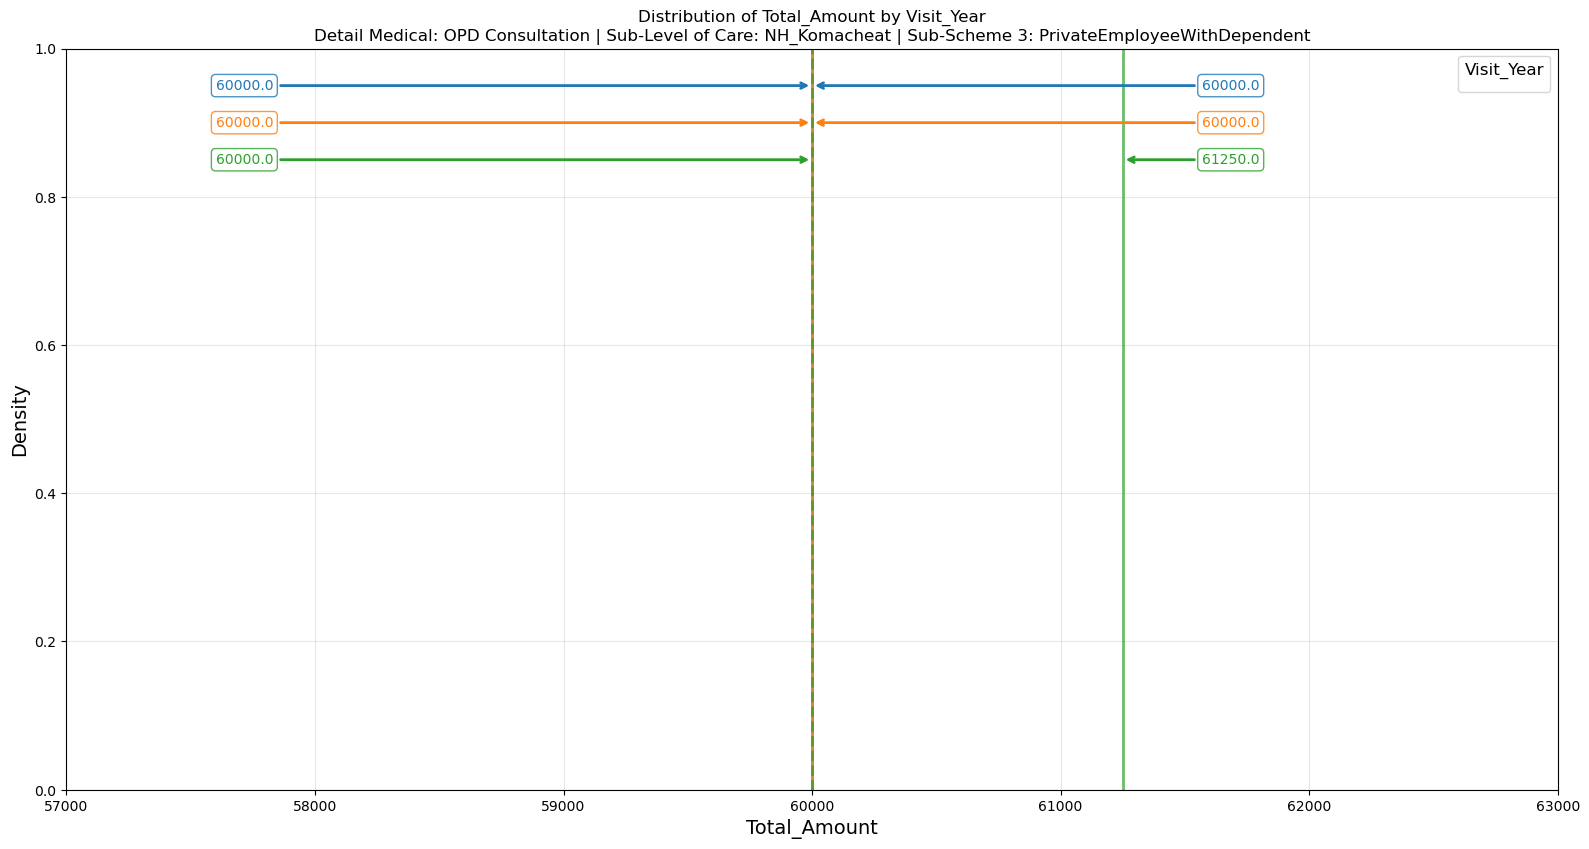 Distribution of Total_Amount by Visit_Year
Detail Medical: OPD Consultation | Sub-Level of Care: NH_Komacheat | Sub-Scheme 3: PrivateEmployeeWithDependent
Visit_Year
60000.0 60000.0
60000.0 60000.0
60000.0 61250.0
1.0
0.8
0.6
0.4
0.2
0.0
Density
57000 58000 59000 60000 61000 62000 63000
Total_Amount